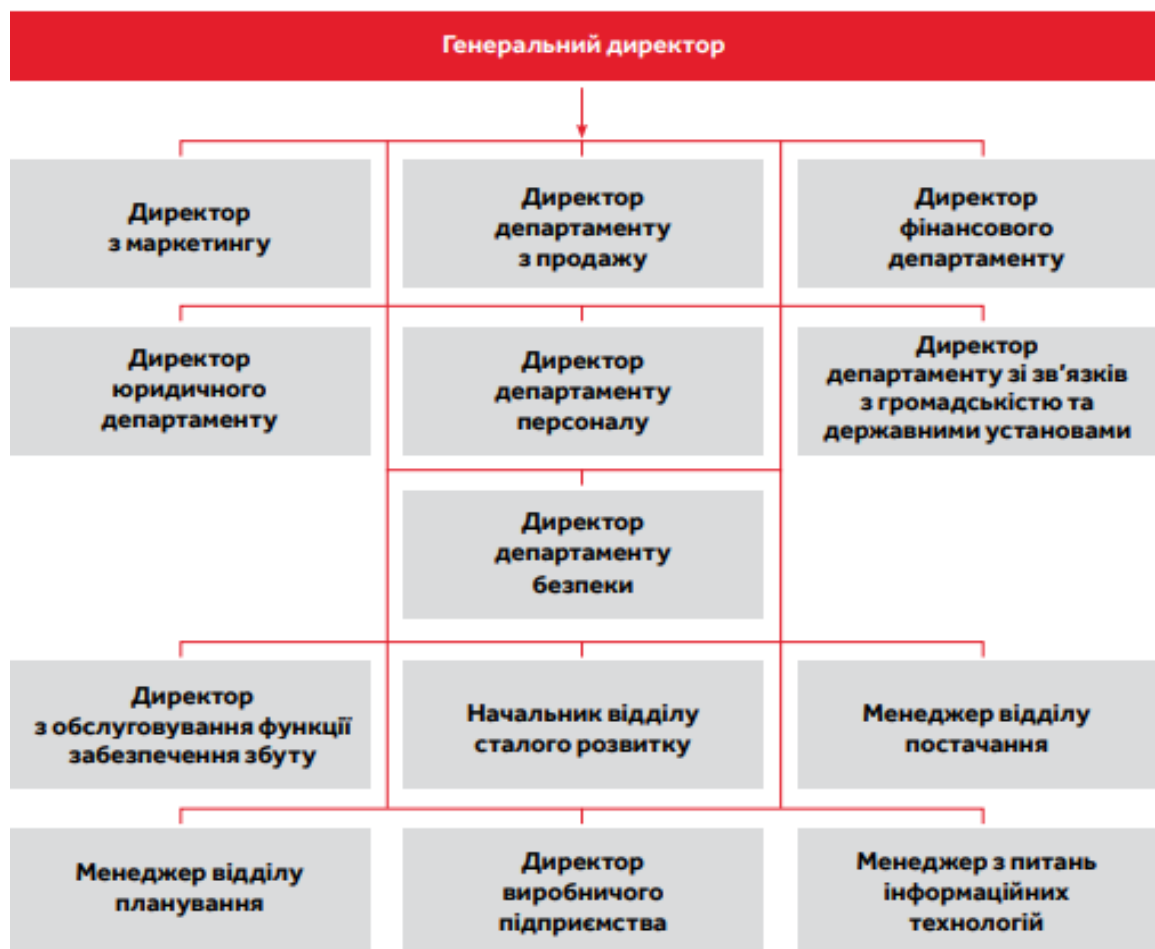 Генеральний директор
Директор
з маркетингу
Директор
департаменту
з продажу
Директор
фінансового
департаменту
Директор
юридичного
департаменту
Директор
департаменту
персоналу
Директор
департаменту зі зв’язків
з громадськістю та
державними установами
Директор
департаменту
безпеки
Директор
з обслуговування функції
забезпечення збуту
Начальник відділу
сталого розвитку
Менеджер відділу
постачання
Менеджер відділу
планування
Директор
виробничого
підприємства
Менеджер з питань
інформаційних
технологій